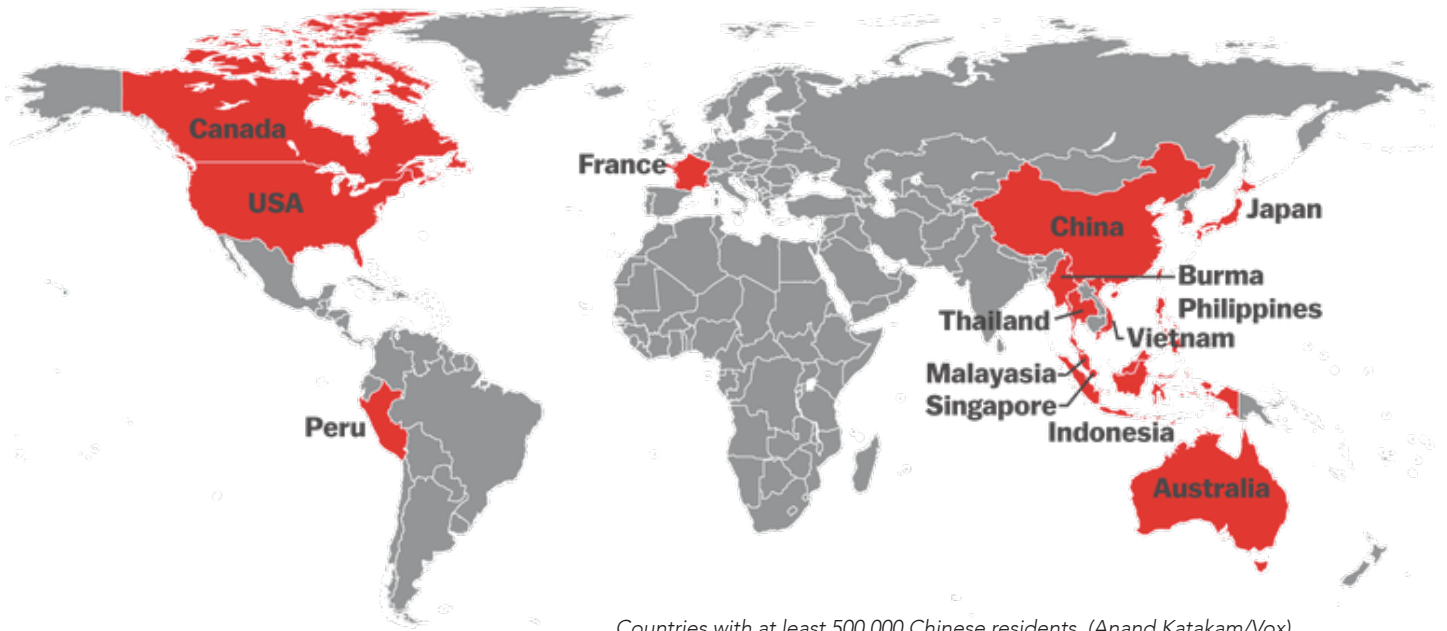 Canada
USA
France
China
Japan
Burma
Philippines
Thailand
Vietnam
Malayasia
Singapore
Indonesia
Peru
Australia
Countries with at least 500,000 Chinese residents. (Anand Katakam/Vox)